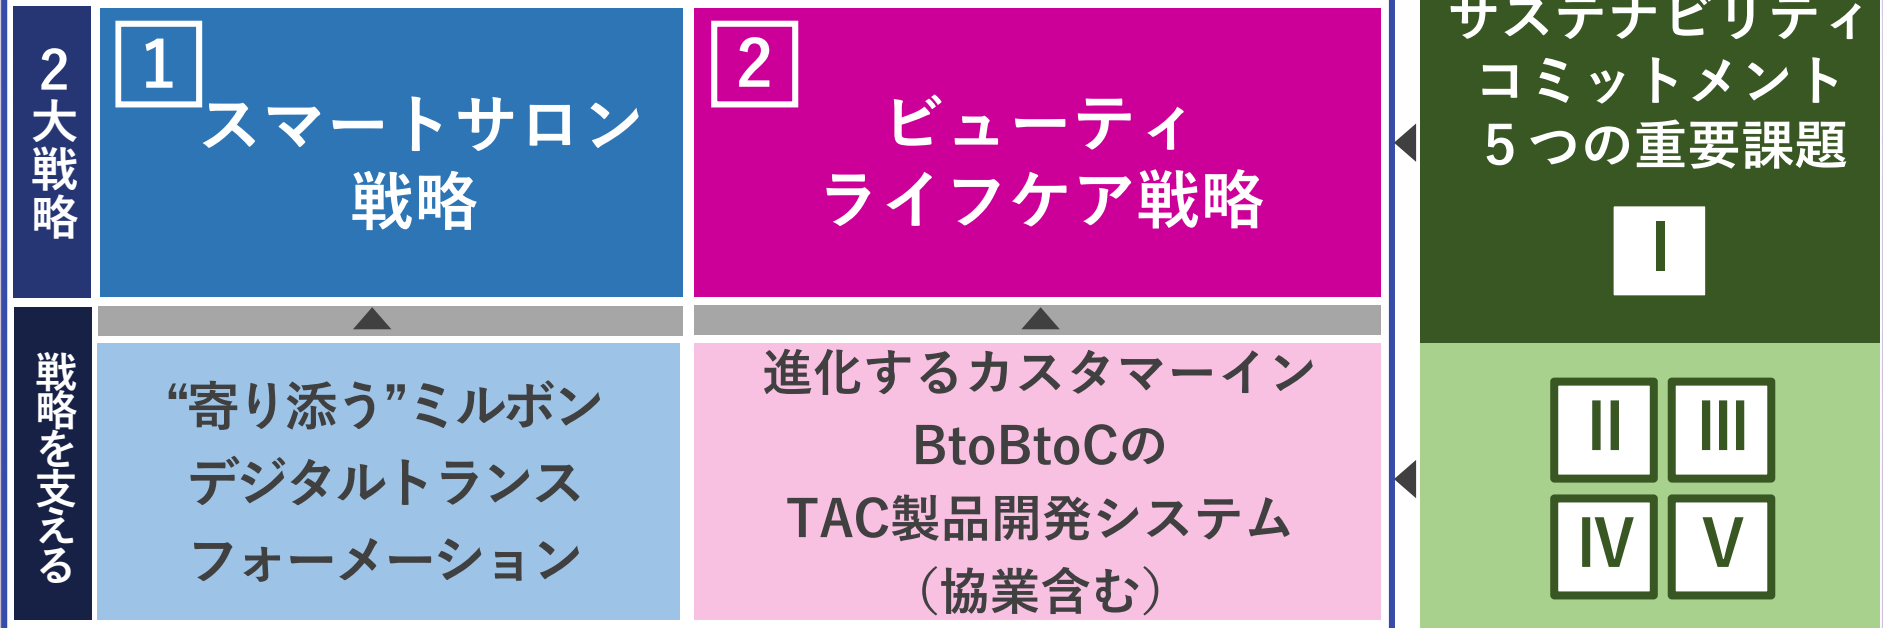 2大戦略
1
スマートサロン
戦略
2
ビューティ
ライフケア戦略
戦略を支える
“寄り添う”ミルボン
デジタルトランス
フォーメーション
進化するカスタマーイン
BtoBtoCの
TAC製品開発システム
（協業含む）
サステナビリティ
コミットメント
5つの重要課題
I
II
III
IV
V